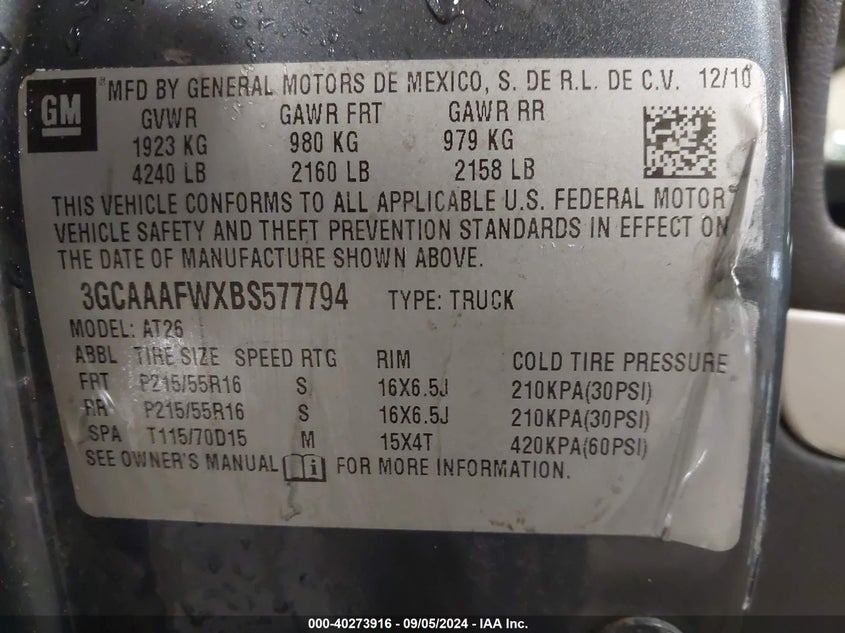 GM
® MFD BY GENERAL MOTORS DE MEXICO, S. DE R.L. DE C.V. 12/10
GVWR GAWR FRT GAWR RR
1923 KG 980 KG 979 KG
4240 LB 2160 LB 2158 LB
THIS VEHICLE CONFORMS TO ALL APPLICABLE U.S. FEDERAL MOTOR
VEHICLE SAFETY AND THEFT PREVENTION STANDARDS IN EFFECT ON
THE DATE OF MANUFACTURE SHOWN ABOVE.
3GCAAAFWXBS577794 TYPE: TRUCK
MODEL: AT26
ABBL TIRE SIZE SPEED RTG RIM COLD TIRE PRESSURE
FRT P215/55R16 S 16X6.5J 210KPA(30PSI)
RR P215/55R16 S 16X6.5J 210KPA(30PSI)
SPA T115/70D15 M 15X4T 420KPA(60PSI)
SEE OWNER'S MANUAL i FOR MORE INFORMATION.
000-40273916 - 09/05/2024 - IAA Inc.